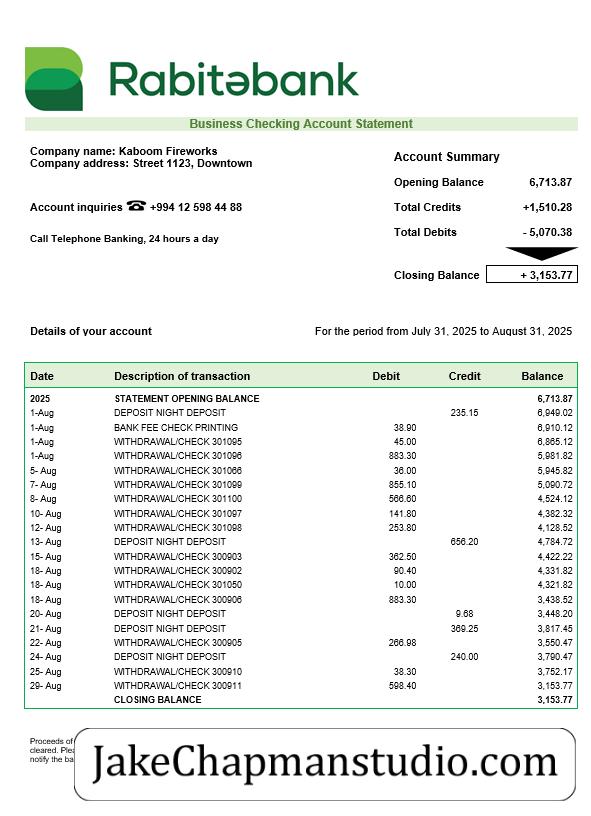 Rabitəbank
Business Checking Account Statement
Company name: Kaboom Fireworks
Company address: Street 1123, Downtown
Account inquiries ☎ +994 12 598 44 88
Call Telephone Banking, 24 hours a day
Account Summary
Opening Balance 6,713.87
Total Credits +1,510.28
Total Debits - 5,070.38
Closing Balance + 3,153.77
Details of your account For the period from July 31, 2025 to August 31, 2025
Date Description of transaction Debit Credit Balance
2025 STATEMENT OPENING BALANCE 6,713.87
1-Aug DEPOSIT NIGHT DEPOSIT 235.15 6,949.02
1-Aug BANK FEE CHECK PRINTING 38.90 6,910.12
1-Aug WITHDRAWAL/CHECK 301095 45.00 6,865.12
1-Aug WITHDRAWAL/CHECK 301096 883.30 5,981.82
5- Aug WITHDRAWAL/CHECK 301066 36.00 5,945.82
7- Aug WITHDRAWAL/CHECK 301099 855.10 5,090.72
8- Aug WITHDRAWAL/CHECK 301100 566.60 4,524.12
10- Aug WITHDRAWAL/CHECK 301097 141.80 4,382.32
12- Aug WITHDRAWAL/CHECK 301098 253.80 4,128.52
13- Aug DEPOSIT NIGHT DEPOSIT 656.20 4,784.72
15- Aug WITHDRAWAL/CHECK 300903 362.50 4,422.22
18- Aug WITHDRAWAL/CHECK 300902 90.40 4,331.82
18- Aug WITHDRAWAL/CHECK 301050 10.00 4,321.82
18- Aug WITHDRAWAL/CHECK 300906 883.30 3,438.52
20- Aug DEPOSIT NIGHT DEPOSIT 9.68 3,448.20
21- Aug DEPOSIT NIGHT DEPOSIT 369.25 3,817.45
22- Aug WITHDRAWAL/CHECK 300905 266.98 3,550.47
24- Aug DEPOSIT NIGHT DEPOSIT 240.00 3,790.47
25- Aug WITHDRAWAL/CHECK 300910 38.30 3,752.17
29- Aug WITHDRAWAL/CHECK 300911 598.40 3,153.77
CLOSING BALANCE 3,153.77
Proceeds of
cleared.
notify the
JakeChapmanstudio.com